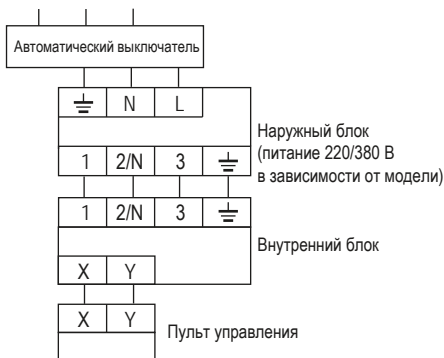 Автоматический выключатель
N L
Наружный блок
(питание 220/380 В
в зависимости от модели)
1 2/N 3
1 2/N 3
Внутренний блок
X Y
X Y
Пульт управления